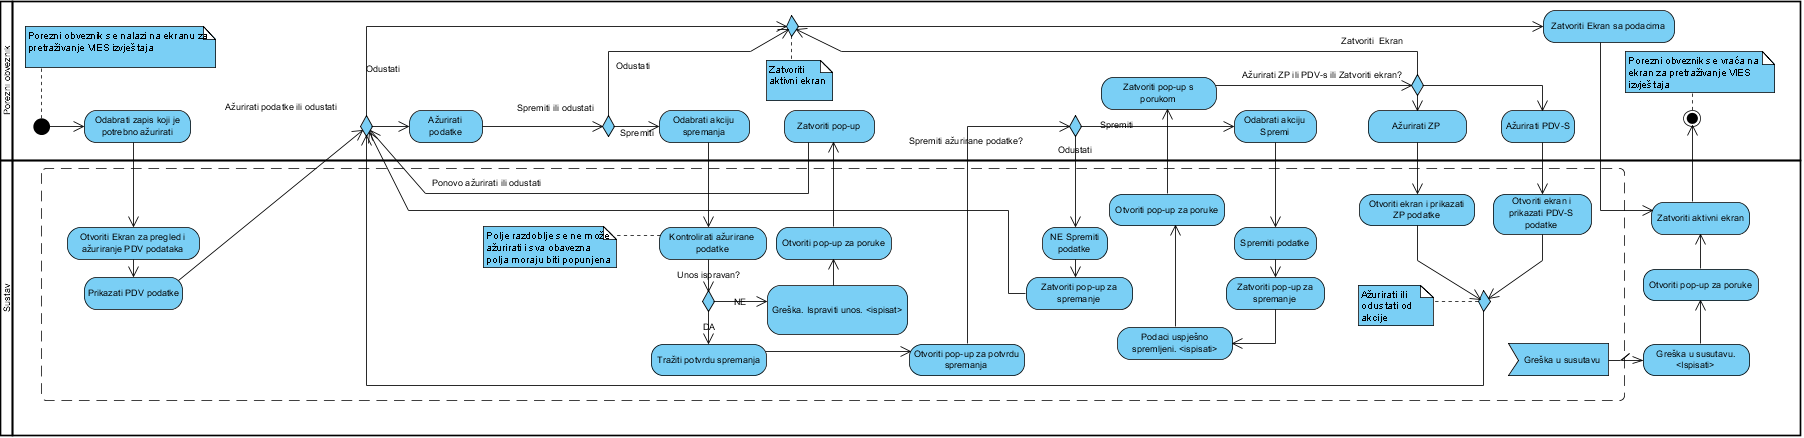 Porezni obveznik
Porezni obveznik se nalazi na ekranu za
pretraživanje VIES izvještaja
Odabrati zapis koji je
potrebno ažurirati
Ažurirati podatke ili odustati
Odustati
Ažurirati
podatke
Spremiti ili odustati
Odustati
Spremiti
Odabrati akciju
spremanja
Zatvoriti
aktivni ekran
Zatvoriti pop-up
Spremiti ažurirane podatke?
Spremiti
Odustati
Zatvoriti pop-up s
porukom
Odabrati akciju
Spremi
Ažurirati ZP ili PDV-s ili Zatvoriti ekran?
Zatvoriti Ekran
Ažurirati ZP
Ažurirati PDV-S
Zatvoriti Ekran sa podacima
Porezni obveznik se vraća na
ekran za pretraživanje VIES
izvještaja
Sustav
Otvoriti Ekran za pregled i
ažuriranje PDV podataka
Prikazati PDV podatke
Ponovo ažurirati ili odustati
Polje razdoblje se ne može
ažurirati i sva obavezna
polja moraju biti popunjena
Kontrolirati ažurirane
podatke
Unos ispravan?
NE
DA
Otvoriti pop-up za poruke
Greška. Ispraviti unos. <ispisat>
Tražiti potvrdu spremanja
Otvoriti pop-up za potvrdu
spremanja
NE Spremiti
podatke
Zatvoriti pop-up za
spremanje
Otvoriti pop-up za poruke
Podaci uspješno
spremljeni. <ispisati>
Spremiti podatke
Zatvoriti pop-up za
spremanje
Otvoriti ekran i prikazati
ZP podatke
Otvoriti ekran i
prikazati PDV-S
podatke
Ažurirati ili
odustati od
akcije
Greška u susutavu
Greška u susutavu.
<Ispisati>
Otvoriti pop-up za poruke
Zatvoriti aktivni ekran